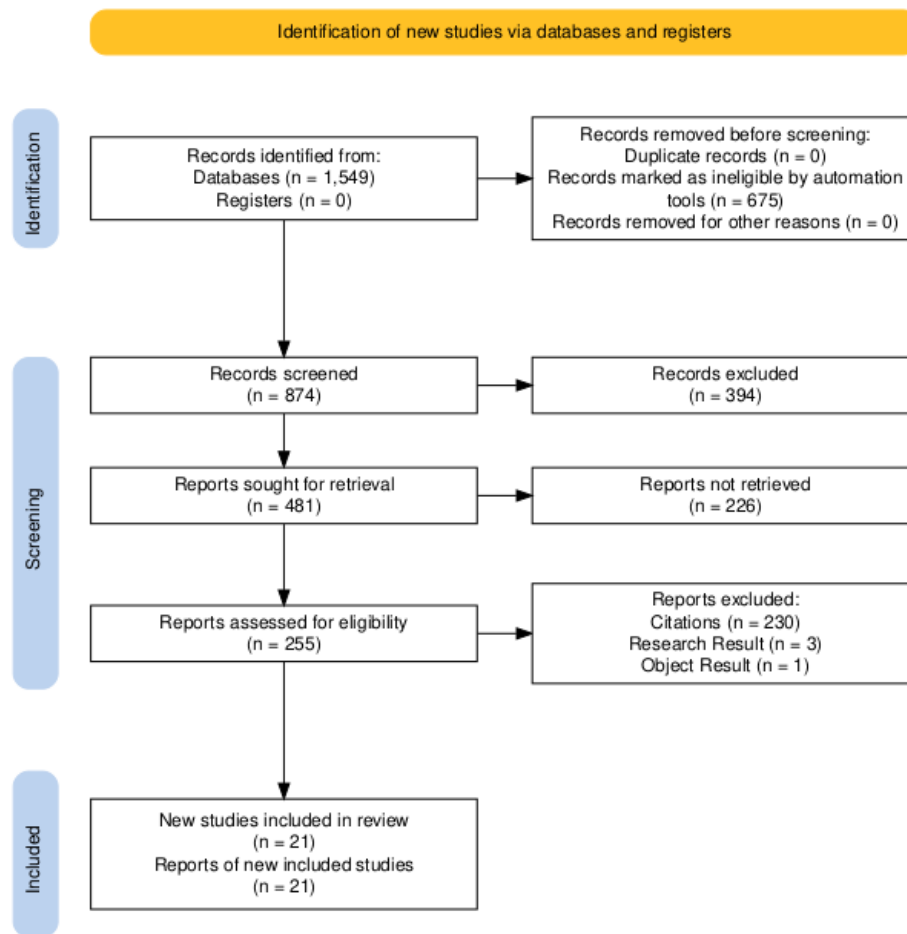 Identification of new studies via databases and registers
Identification
Records identified from:
Databases (n = 1,549)
Registers (n = 0)
Records removed before screening:
Duplicate records (n = 0)
Records marked as ineligible by automation
tools (n = 675)
Records removed for other reasons (n = 0)
Screening
Records screened
(n = 874)
Records excluded
(n = 394)
Reports sought for retrieval
(n = 481)
Reports not retrieved
(n = 226)
Reports assessed for eligibility
(n = 255)
Reports excluded:
Citations (n = 230)
Research Result (n = 3)
Object Result (n = 1)
Included
New studies included in review
(n = 21)
Reports of new included studies
(n = 21)